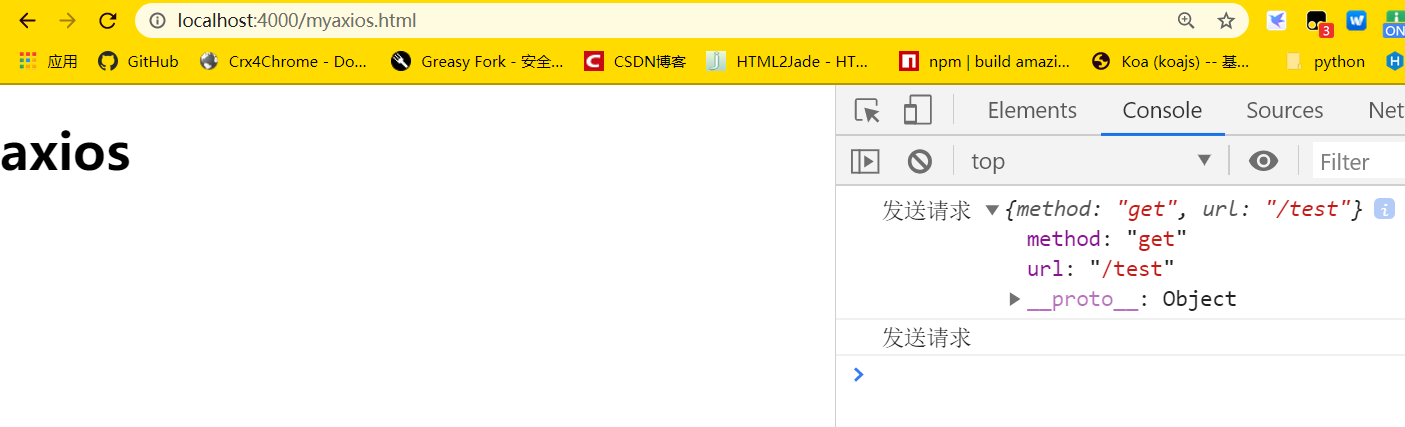 localhost:4000/myaxios.html
3
ON
应用 GitHub Crx4Chrome - Do... Greasy Fork - 安全... CSDN博客 HTML2Jade - HT... npm | build amazi... Koa (koajs) -- 基... python
axios
Elements Console Sources Net
top Filter
发送请求 {method: "get", url: "/test"}
method: "get"
url: "/test"
__proto__: Object
发送请求